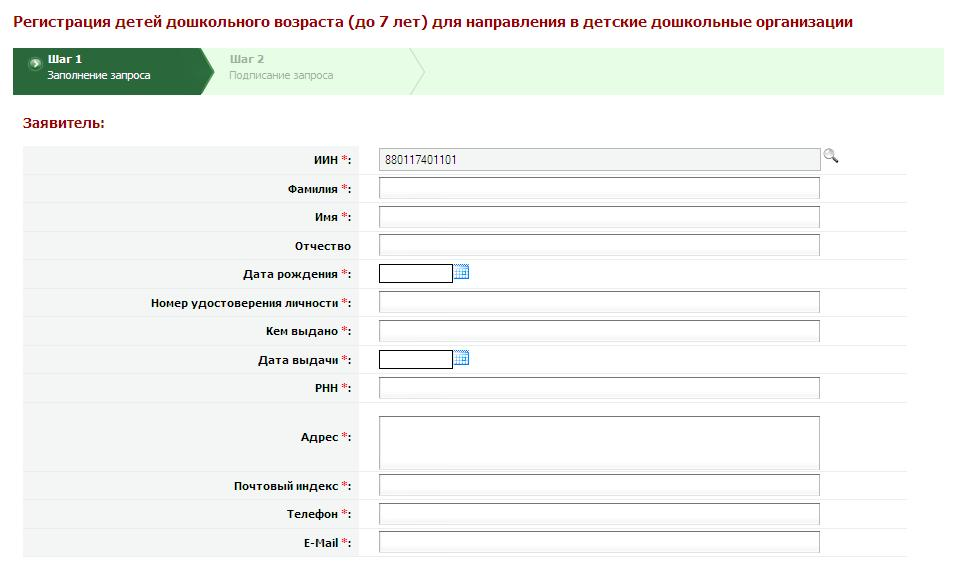 Регистрация детей дошкольного возраста (до 7 лет) для направления в детские дошкольные организации
Шаг 1
Заполнение запроса
Шаг 2
Подписание запроса
Заявитель:
ИИН *: 880117401101
Фамилия *:
Имя *:
Отчество
Дата рождения *:
Номер удостоверения личности *:
Кем выдано *:
Дата выдачи *:
РНН *:
Адрес *:
Почтовый индекс *:
Телефон *:
E-Mail *: